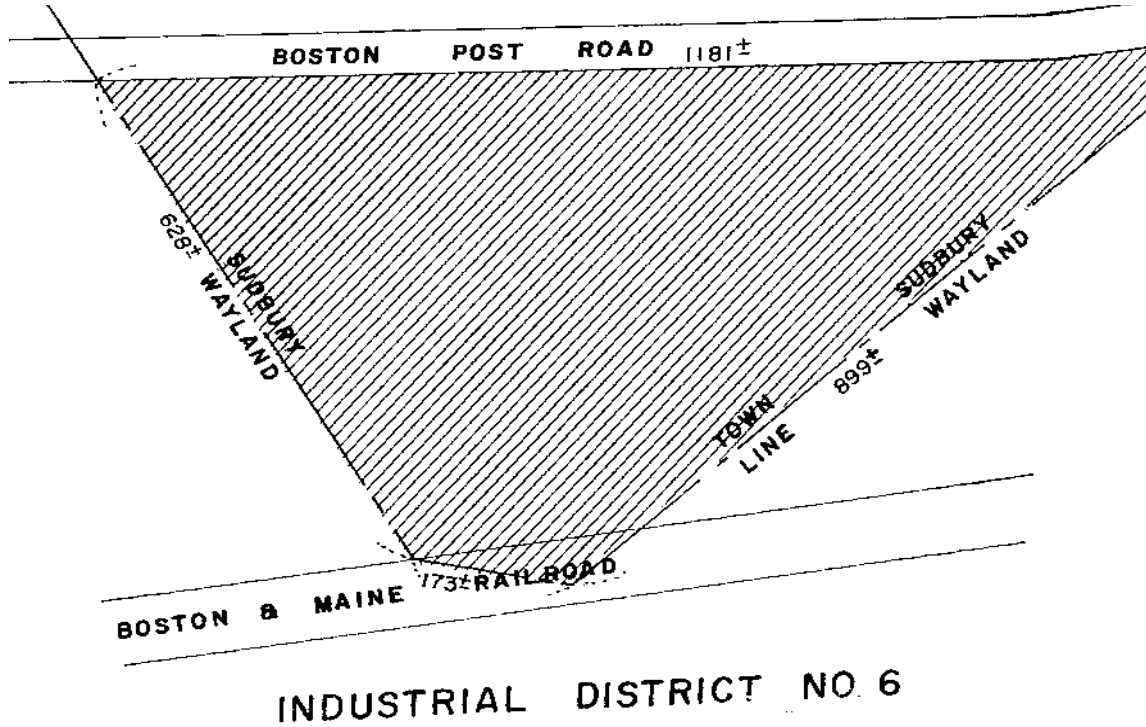 BOSTON POST ROAD 1181±
628±
SUDBURY
WAYLAND
SUDBURY
WAYLAND
899±
TOWN
LINE
173± RAILROAD
BOSTON & MAINE
INDUSTRIAL DISTRICT NO. 6